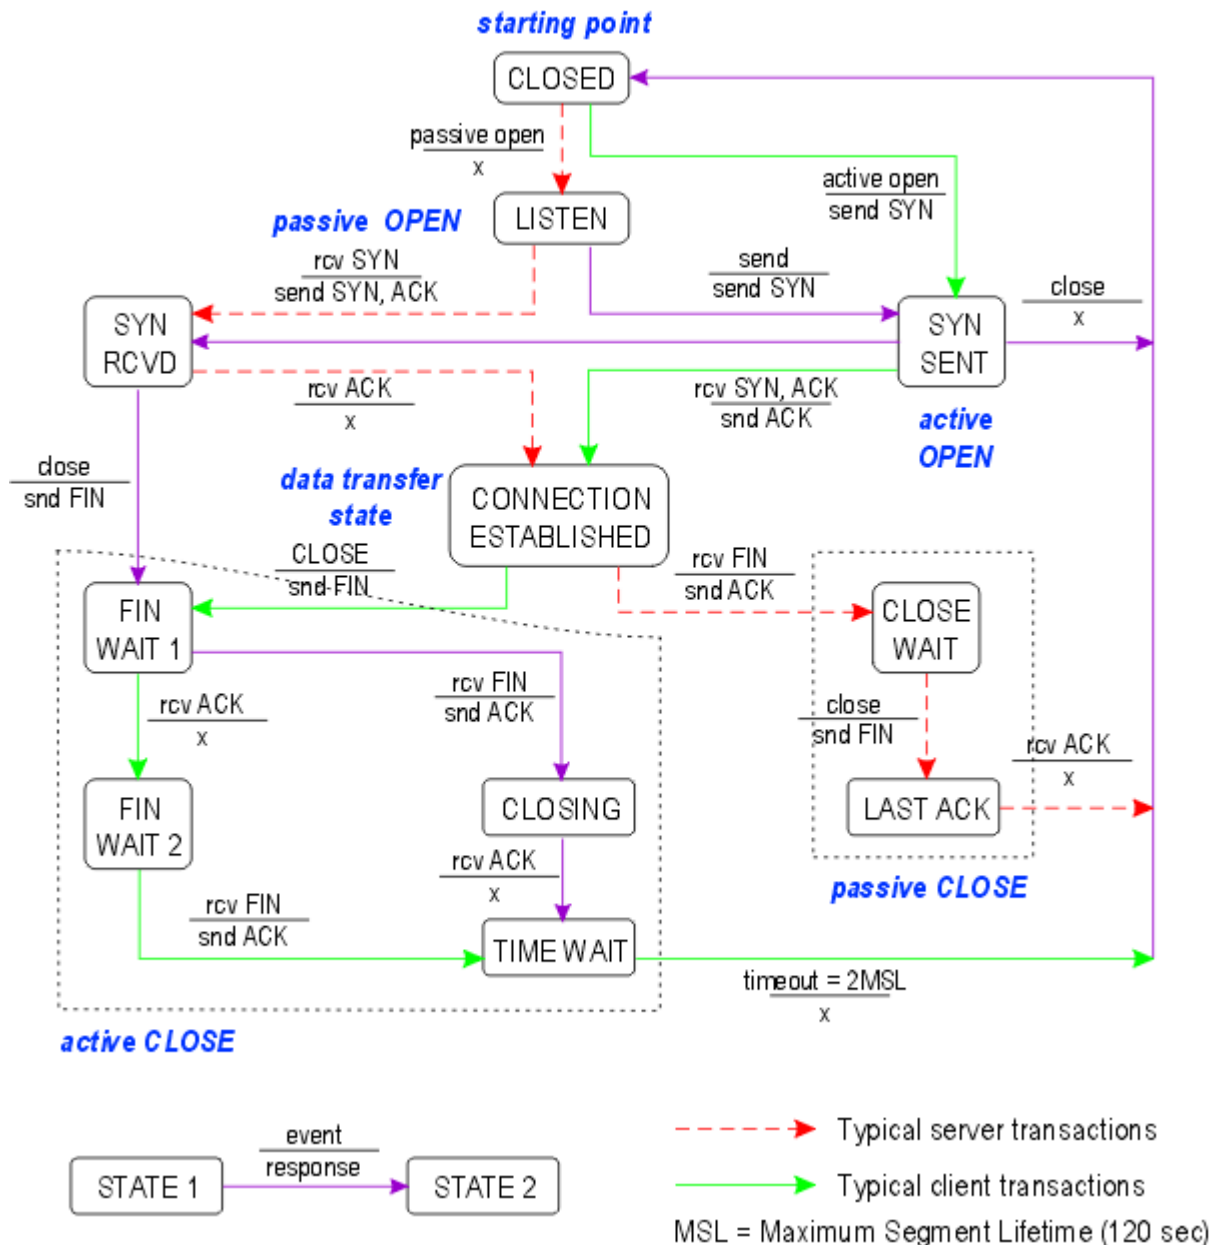 starting point
CLOSED
passive open
x
active open
send SYN
LISTEN
passive OPEN
rcv SYN
send SYN, ACK
send
send SYN
close
x
SYN
RCVD
SYN
SENT
rcv ACK
x
rcv SYN, ACK
snd ACK
active
OPEN
close
snd FIN
data transfer
state
CONNECTION
ESTABLISHED
CLOSE
snd FIN
rcv FIN
snd ACK
FIN
WAIT 1
CLOSE
WAIT
rcv ACK
x
rcv FIN
snd ACK
close
snd FIN
rcv ACK
x
FIN
WAIT 2
CLOSING
LAST ACK
rcv ACK
x
passive CLOSE
rcv FIN
snd ACK
TIME WAIT
timeout = 2MSL
x
active CLOSE
event
response
STATE 1
STATE 2
Typical server transactions
Typical client transactions
MSL = Maximum Segment Lifetime (120 sec)